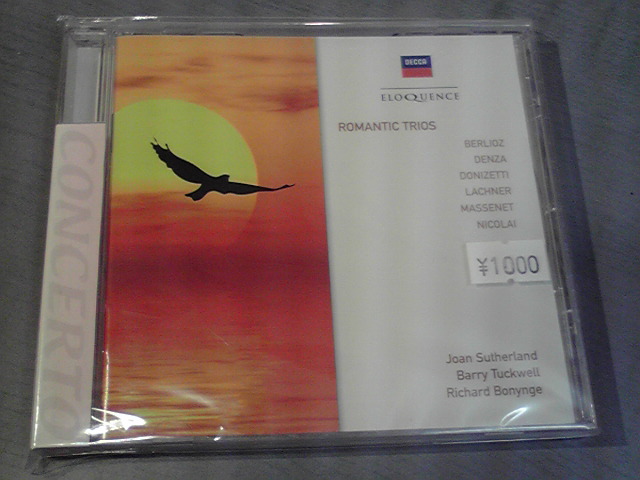 DECCA
ELOQUENCE
ROMANTIC TRIOS
BERLIOZ
DENZA
DONIZETTI
LACHNER
MASSENET
NICOLAI
¥1000
Joan Sutherland
Barry Tuckwell
Richard Bonynge
CONCERTO